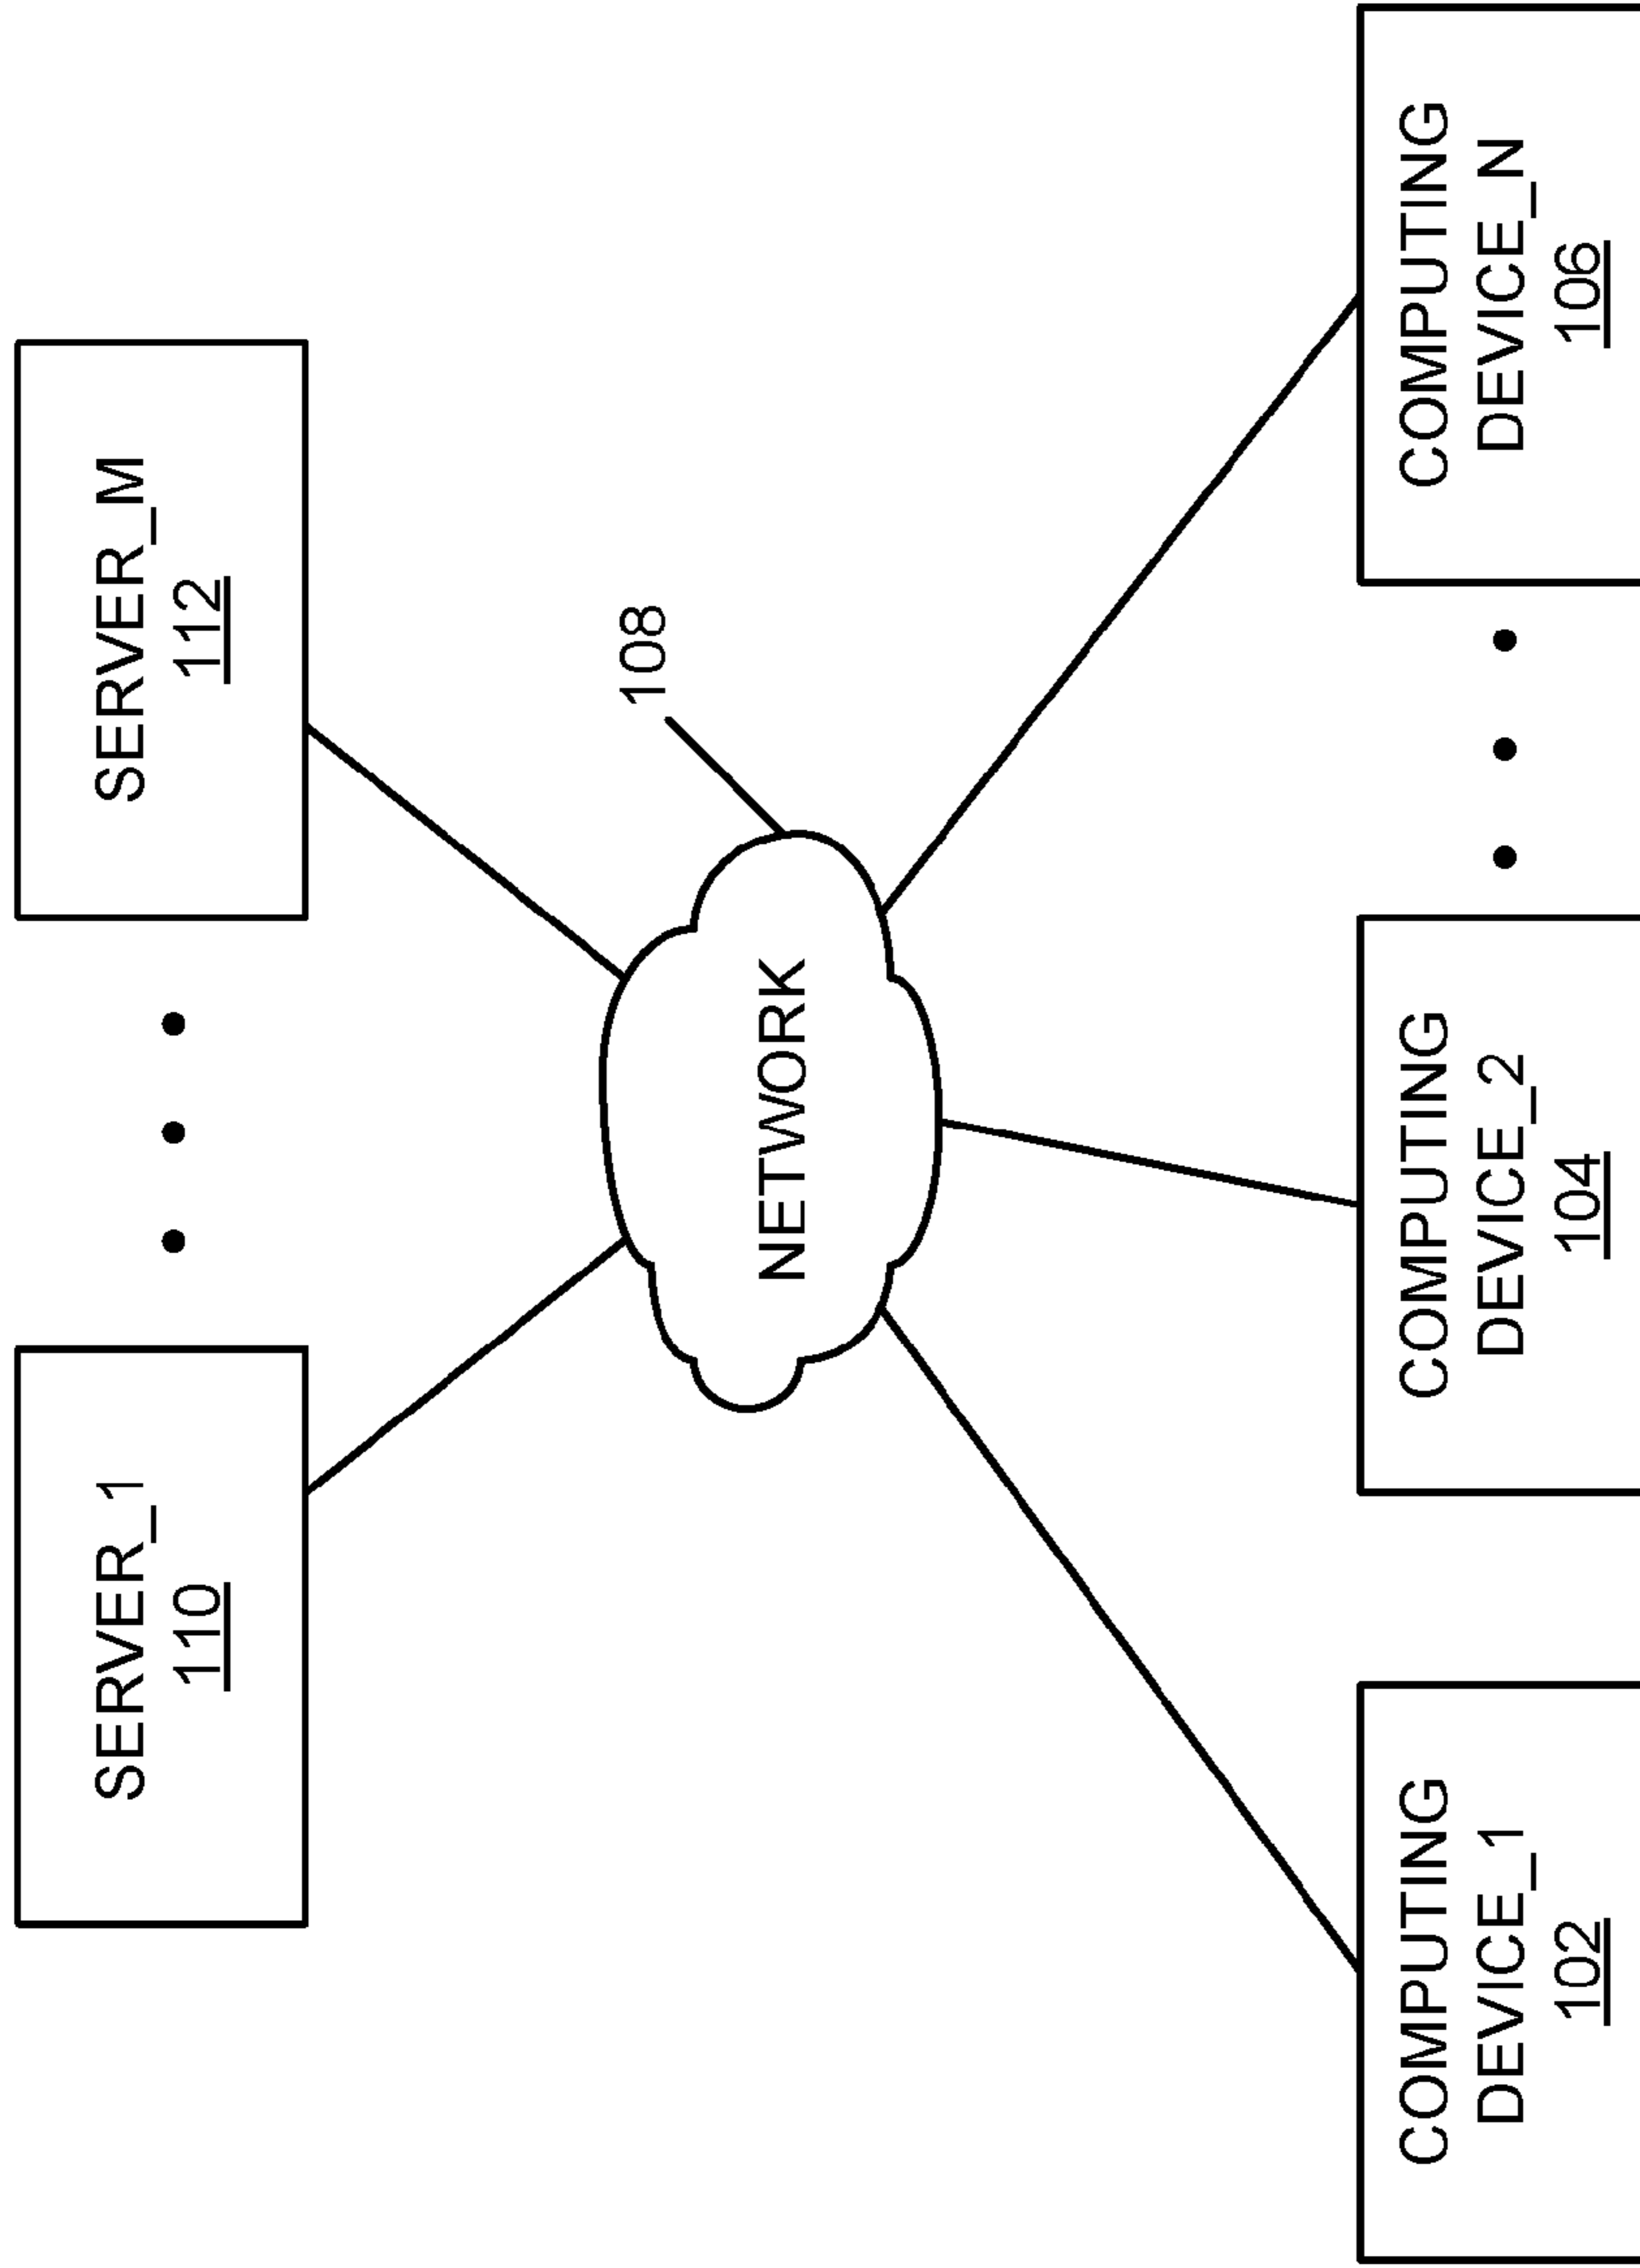 SERVER_1
110
SERVER_M
112
108
NETWORK
COMPUTING
DEVICE_1
102
COMPUTING
DEVICE_2
104
COMPUTING
DEVICE_N
106